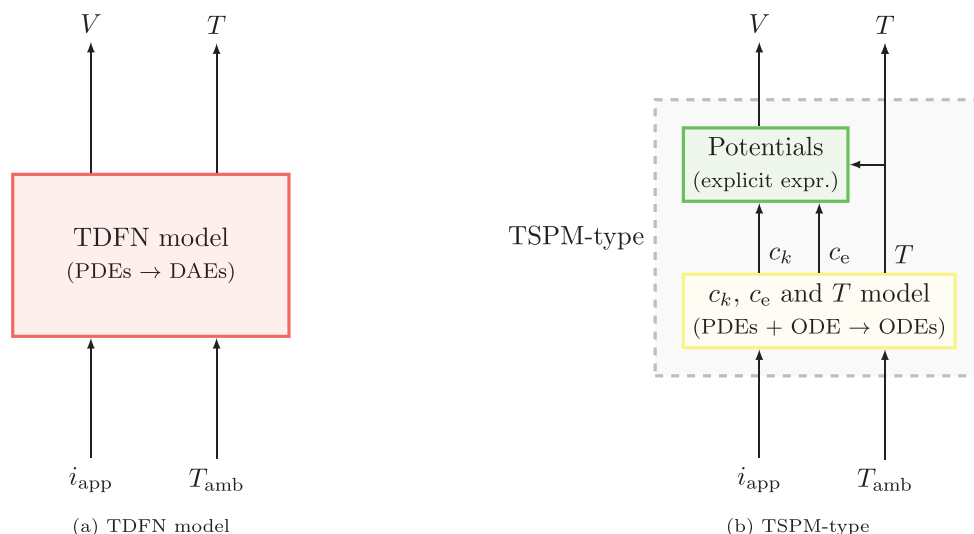 V T
TDFN model
(PDEs → DAEs)
i_app T_amb
(a) TDFN model
V T
Potentials
(explicit expr.)
TSPM-type
c_k c_e T
c_k, c_e and T model
(PDEs + ODE → ODEs)
i_app T_amb
(b) TSPM-type